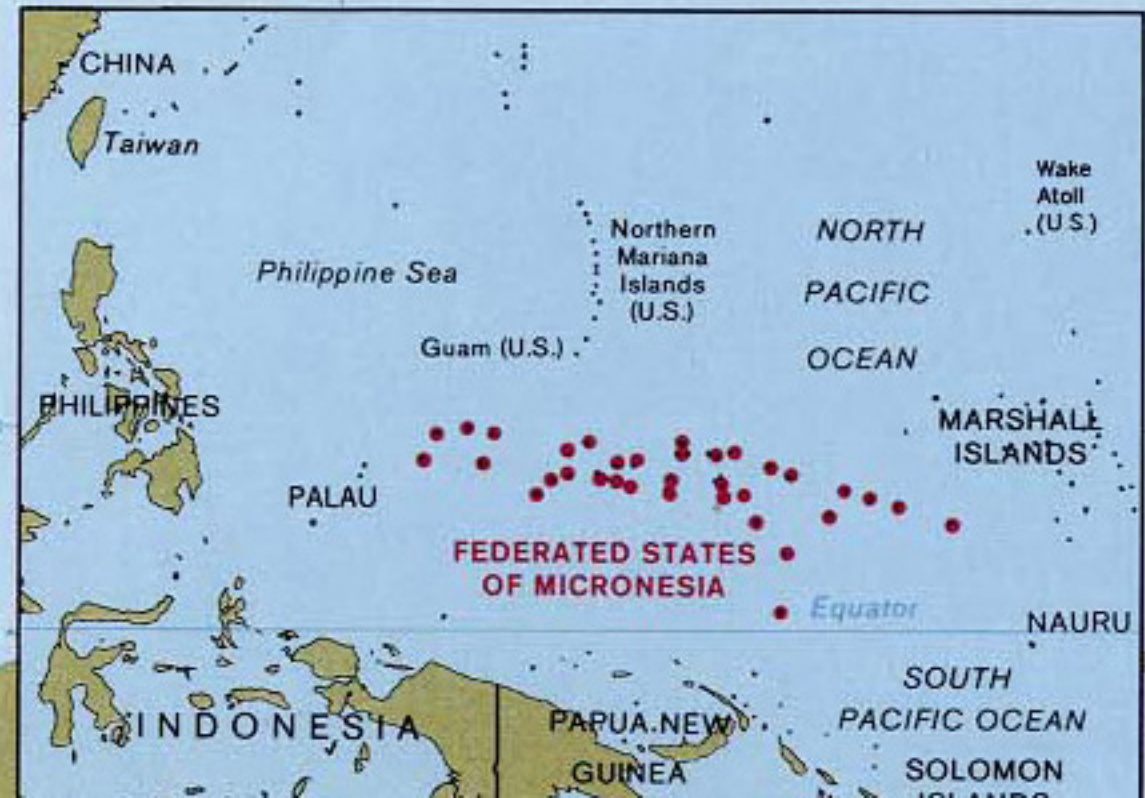 CHINA
Taiwan
Wake
Atoll
(U.S.)
Northern
Mariana
Islands
(U.S.)
NORTH
PACIFIC
OCEAN
Philippine Sea
Guam (U.S.)
PHILIPPINES
MARSHALL
ISLANDS
PALAU
FEDERATED STATES
OF MICRONESIA
Equator
NAURU
SOUTH
PACIFIC OCEAN
INDONESIA
PAPUA NEW
GUINEA
SOLOMON
ISLANDS